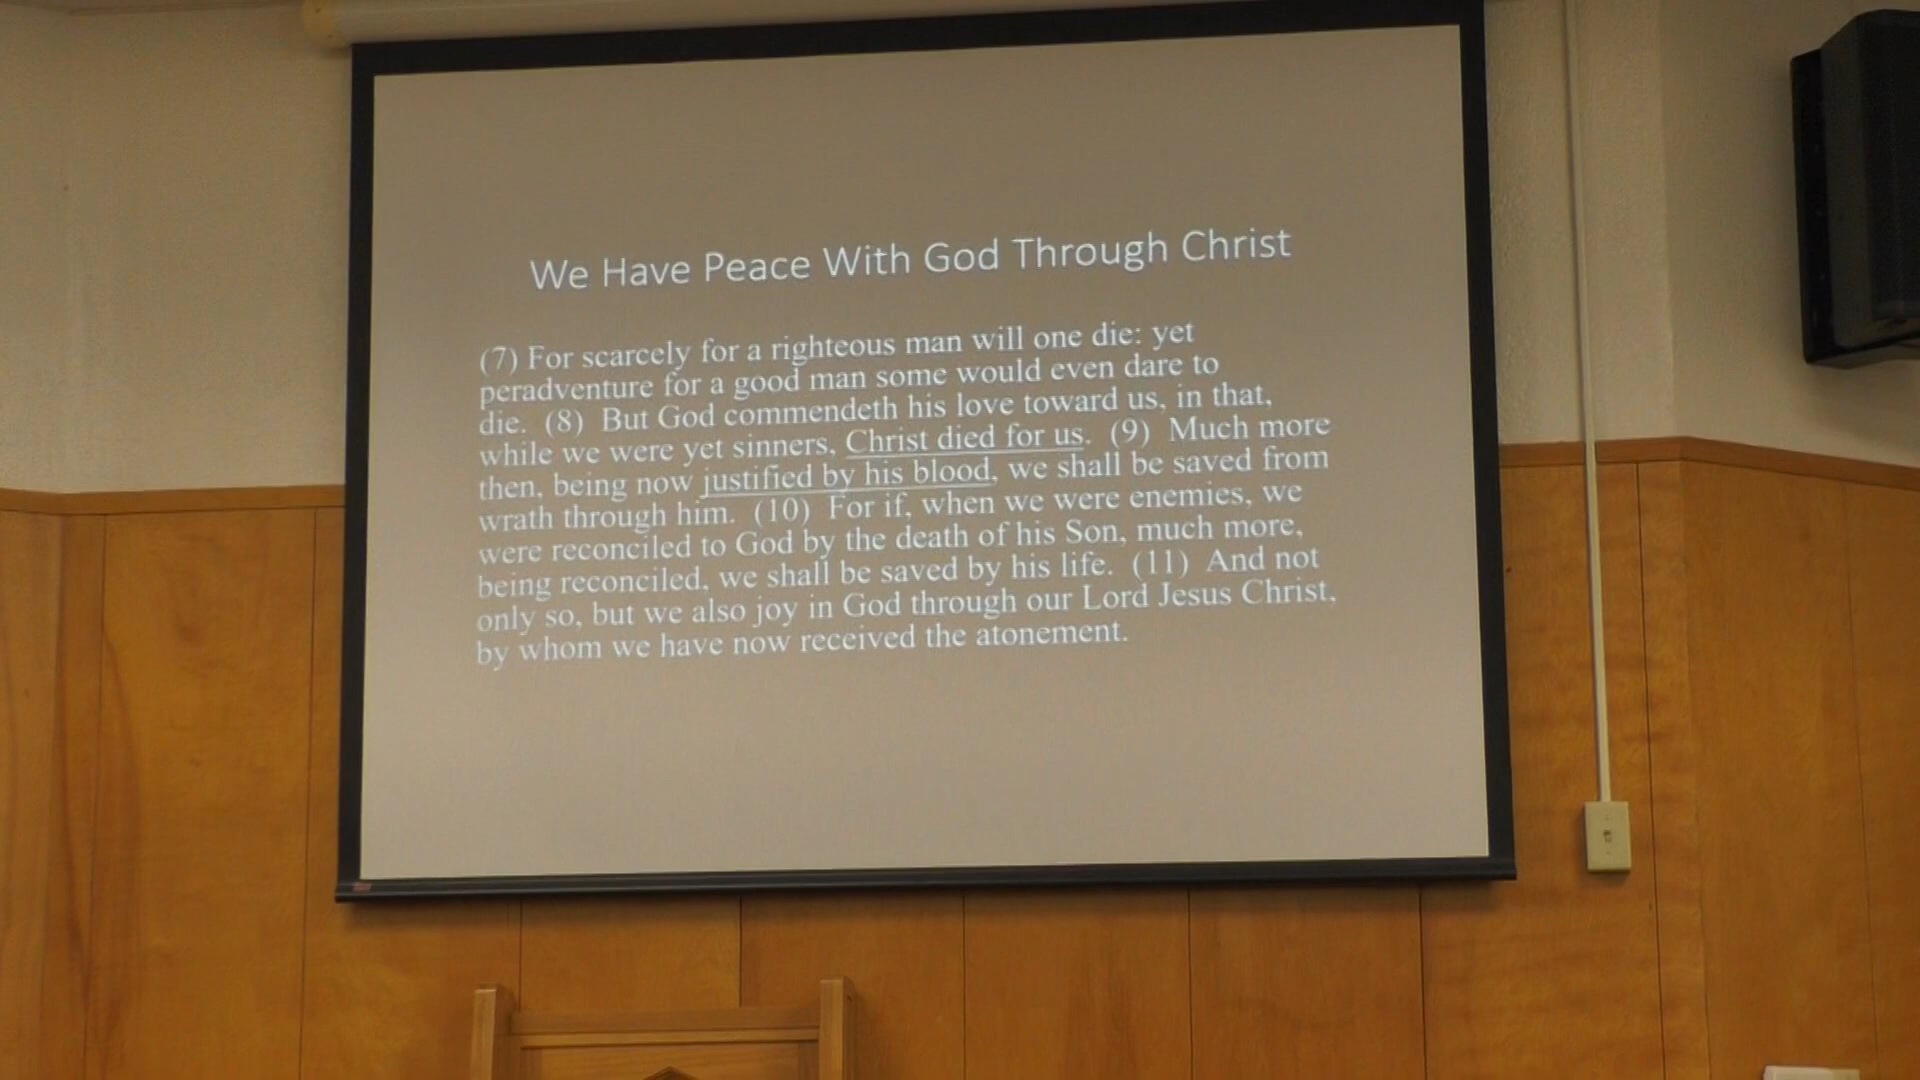 We Have Peace With God Through Christ
(7) For scarcely for a righteous man will one die: yet
peradventure for a good man some would even dare to
die. (8) But God commendeth his love toward us, in that,
while we were yet sinners, Christ died for us. (9) Much more
then, being now justified by his blood, we shall be saved from
wrath through him. (10) For if, when we were enemies, we
were reconciled to God by the death of his Son, much more,
being reconciled, we shall be saved by his life. (11) And not
only so, but we also joy in God through our Lord Jesus Christ,
by whom we have now received the atonement.